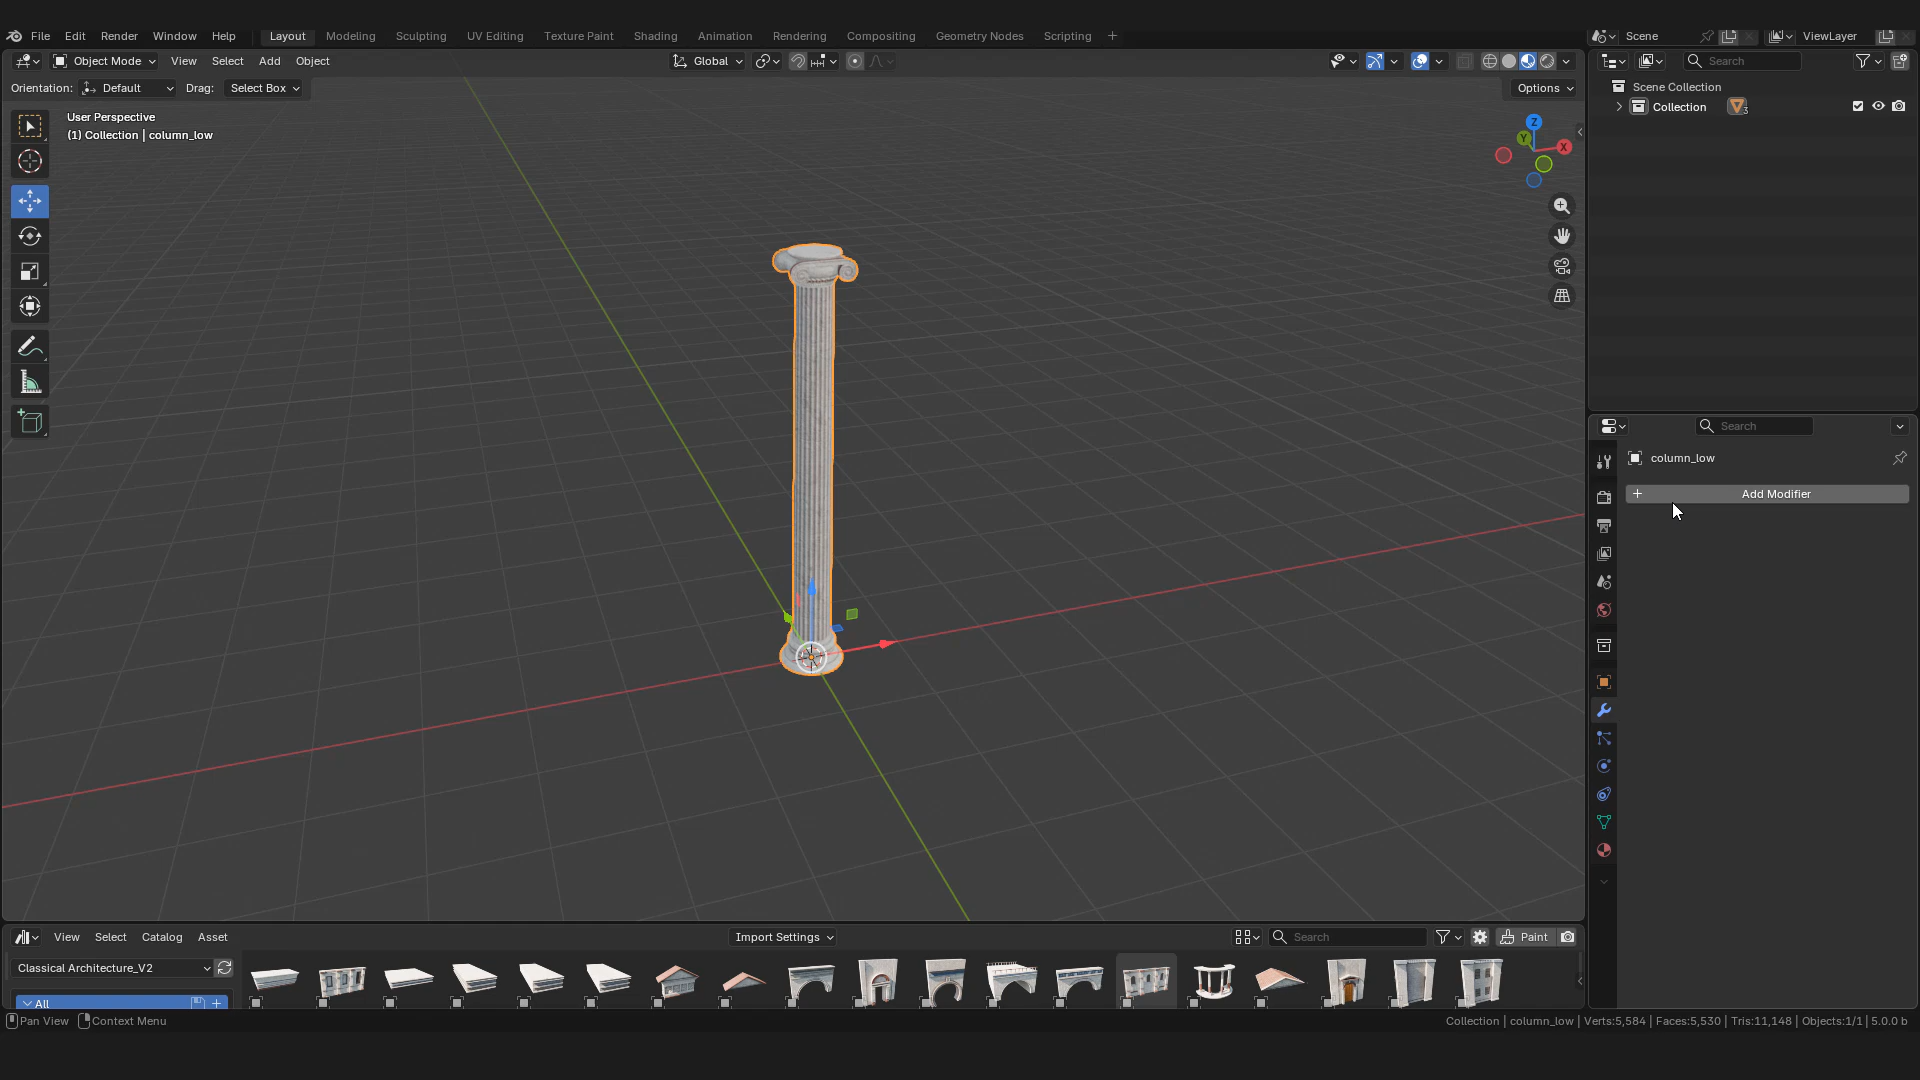 File Edit Render Window Help Layout Modeling Sculpting UV Editing Texture Paint Shading Animation Rendering Compositing Geometry Nodes Scripting + Scene ViewLayer
Object Mode View Select Add Object Global Search
Orientation: Default Drag: Select Box Options Scene Collection
Collection 3
User Perspective
(1) Collection | column_low
Z
Y
X
Search
column_low
+ Add Modifier
View Select Catalog Asset Import Settings Search Paint
Classical Architecture_V2
All +
Pan View Context Menu Collection | column_low | Verts:5,584 | Faces:5,530 | Tris:11,148 | Objects:1/1 | 5.0.0 b